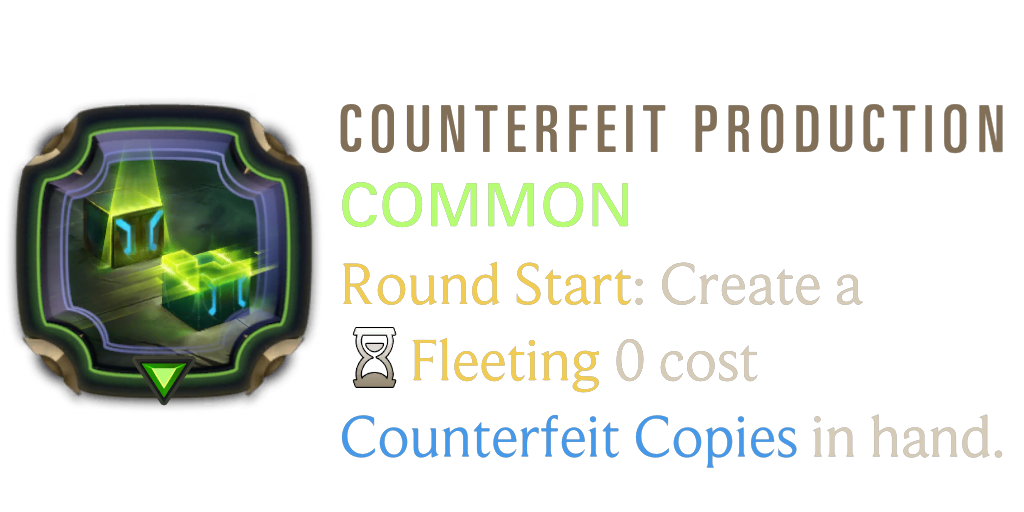 COUNTERFEIT PRODUCTION
COMMON
Round Start: Create a
Fleeting 0 cost
Counterfeit Copies in hand.